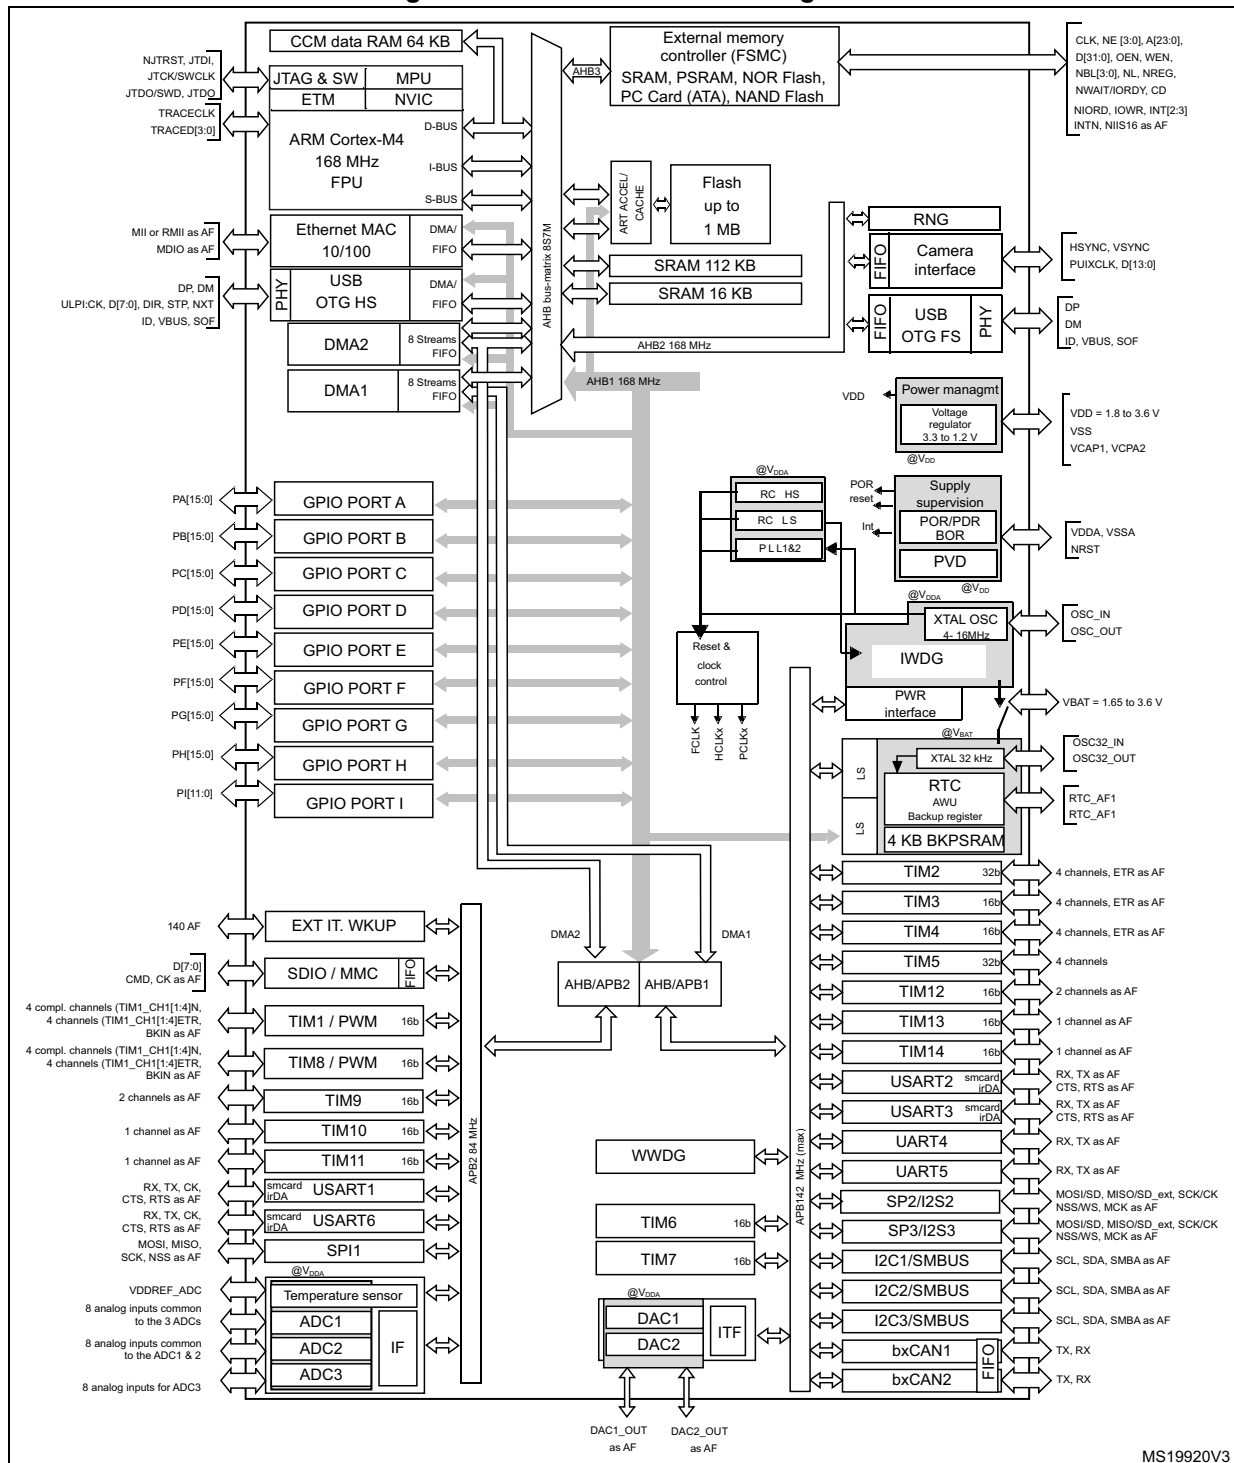 CCM data RAM 64 KB
External memory
controller (FSMC)
SRAM, PSRAM, NOR Flash,
PC Card (ATA), NAND Flash
AHB3
CLK, NE [3:0], A[23:0],
D[31:0], OEN, WEN,
NBL[3:0], NL, NREG,
NWAIT/IORDY, CD
NIORD, IOWR, INT[2:3]
INTN, NIIS16 as AF
NJTRST, JTDI,
JTCK/SWCLK
JTDO/SWD, JTDO
TRACECLK
TRACED[3:0]
JTAG & SW
MPU
ETM
NVIC
ARM Cortex-M4
168 MHz
FPU
D-BUS
I-BUS
S-BUS
AHB bus-matrix 8S7M
ART ACCEL/
CACHE
Flash
up to
1 MB
SRAM 112 KB
SRAM 16 KB
AHB2 168 MHz
AHB1 168 MHz
MII or RMII as AF
MDIO as AF
Ethernet MAC
10/100
DMA/
FIFO
DP, DM
ULPI:CK, D[7:0], DIR, STP, NXT
ID, VBUS, SOF
PHY
USB
OTG HS
DMA/
FIFO
DMA2
8 Streams
FIFO
DMA1
8 Streams
FIFO
RNG
FIFO
Camera
interface
HSYNC, VSYNC
PUIXCLK, D[13:0]
FIFO
USB
OTG FS
PHY
DP
DM
ID, VBUS, SOF
VDD
Power managmt
Voltage
regulator
3.3 to 1.2 V
@VDD
VDD = 1.8 to 3.6 V
VSS
VCAP1, VCPA2
POR
reset
Int
Supply
supervision
POR/PDR
BOR
PVD
@VDD
VDDA, VSSA
NRST
@VDDA
RC HS
RC LS
PLL1&2
@VDDA
XTAL OSC
4- 16MHz
IWDG
OSC_IN
OSC_OUT
Reset &
clock
control
FCLK
HCLKx
PCLKx
PWR
interface
VBAT = 1.65 to 3.6 V
@VBAT
LS
LS
XTAL 32 kHz
RTC
AWU
Backup register
4 KB BKPSRAM
OSC32_IN
OSC32_OUT
RTC_AF1
RTC_AF1
PA[15:0]
GPIO PORT A
PB[15:0]
GPIO PORT B
PC[15:0]
GPIO PORT C
PD[15:0]
GPIO PORT D
PE[15:0]
GPIO PORT E
PF[15:0]
GPIO PORT F
PG[15:0]
GPIO PORT G
PH[15:0]
GPIO PORT H
PI[11:0]
GPIO PORT I
DMA2
DMA1
AHB/APB2
AHB/APB1
APB2 84 MHz
APB142 MHz (max)
140 AF
EXT IT. WKUP
D[7:0]
CMD, CK as AF
SDIO / MMC
FIFO
4 compl. channels (TIM1_CH1[1:4]N,
4 channels (TIM1_CH1[1:4]ETR,
BKIN as AF
TIM1 / PWM 16b
4 compl. channels (TIM1_CH1[1:4]N,
4 channels (TIM1_CH1[1:4]ETR,
BKIN as AF
TIM8 / PWM 16b
2 channels as AF
TIM9 16b
1 channel as AF
TIM10 16b
1 channel as AF
TIM11 16b
RX, TX, CK,
CTS, RTS as AF
smcard
irDA
USART1
RX, TX, CK,
CTS, RTS as AF
smcard
irDA
USART6
MOSI, MISO,
SCK, NSS as AF
SPI1
@VDDA
VDDREF_ADC
Temperature sensor
8 analog inputs common
to the 3 ADCs
ADC1
8 analog inputs common
to the ADC1 & 2
ADC2
8 analog inputs for ADC3
ADC3
IF
WWDG
TIM6 16b
TIM7 16b
@VDDA
DAC1
DAC2
ITF
DAC1_OUT
as AF
DAC2_OUT
as AF
TIM2 32b
4 channels, ETR as AF
TIM3 16b
4 channels, ETR as AF
TIM4 16b
4 channels, ETR as AF
TIM5 32b
4 channels
TIM12 16b
2 channels as AF
TIM13 16b
1 channel as AF
TIM14 16b
1 channel as AF
USART2
smcard
irDA
RX, TX as AF
CTS, RTS as AF
USART3
smcard
irDA
RX, TX as AF
CTS, RTS as AF
UART4
RX, TX as AF
UART5
RX, TX as AF
SP2/I2S2
MOSI/SD, MISO/SD_ext, SCK/CK
NSS/WS, MCK as AF
SP3/I2S3
MOSI/SD, MISO/SD_ext, SCK/CK
NSS/WS, MCK as AF
I2C1/SMBUS
SCL, SDA, SMBA as AF
I2C2/SMBUS
SCL, SDA, SMBA as AF
I2C3/SMBUS
SCL, SDA, SMBA as AF
bxCAN1
TX, RX
bxCAN2
TX, RX
FIFO
MS19920V3